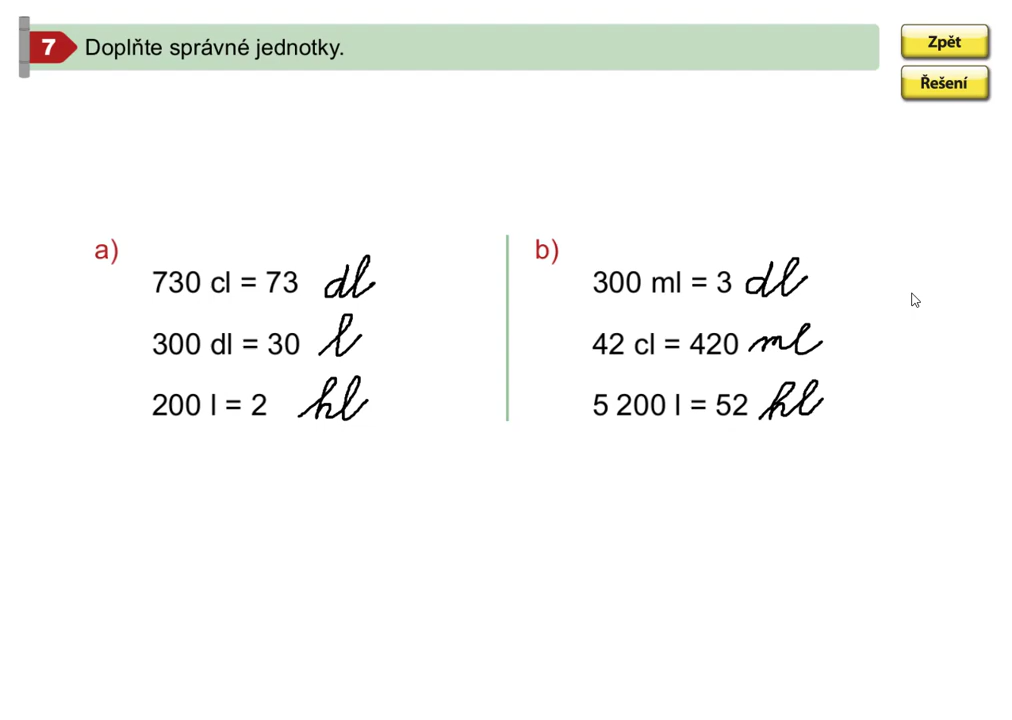 7 Doplňte správné jednotky.
Zpět
Řešení
a)
730 cl = 73 dl
300 dl = 30 l
200 l = 2 hl
b)
300 ml = 3 dl
42 cl = 420 ml
5 200 l = 52 hl